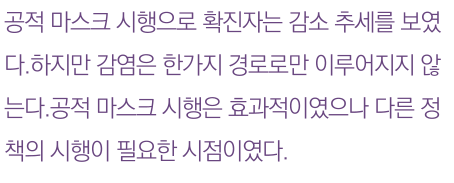 공적 마스크 시행으로 확진자는 감소 추세를 보였
다.하지만 감염은 한가지 경로로만 이루어지지 않
는다.공적 마스크 시행은 효과적이였으나 다른 정
책의 시행이 필요한 시점이였다.